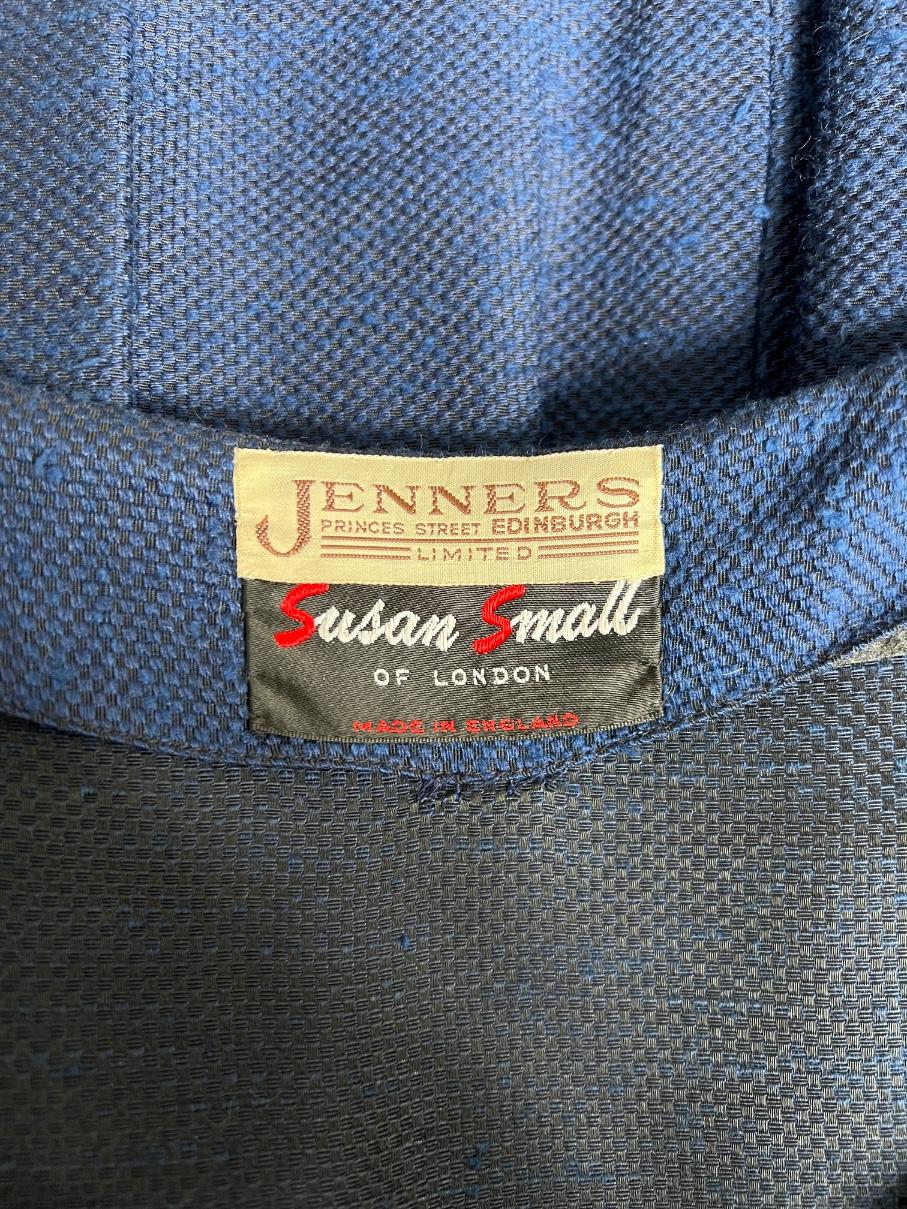 JENNERS
PRINCES STREET EDINBURGH
LIMITED
Susan Small
OF LONDON
MADE IN ENGLAND